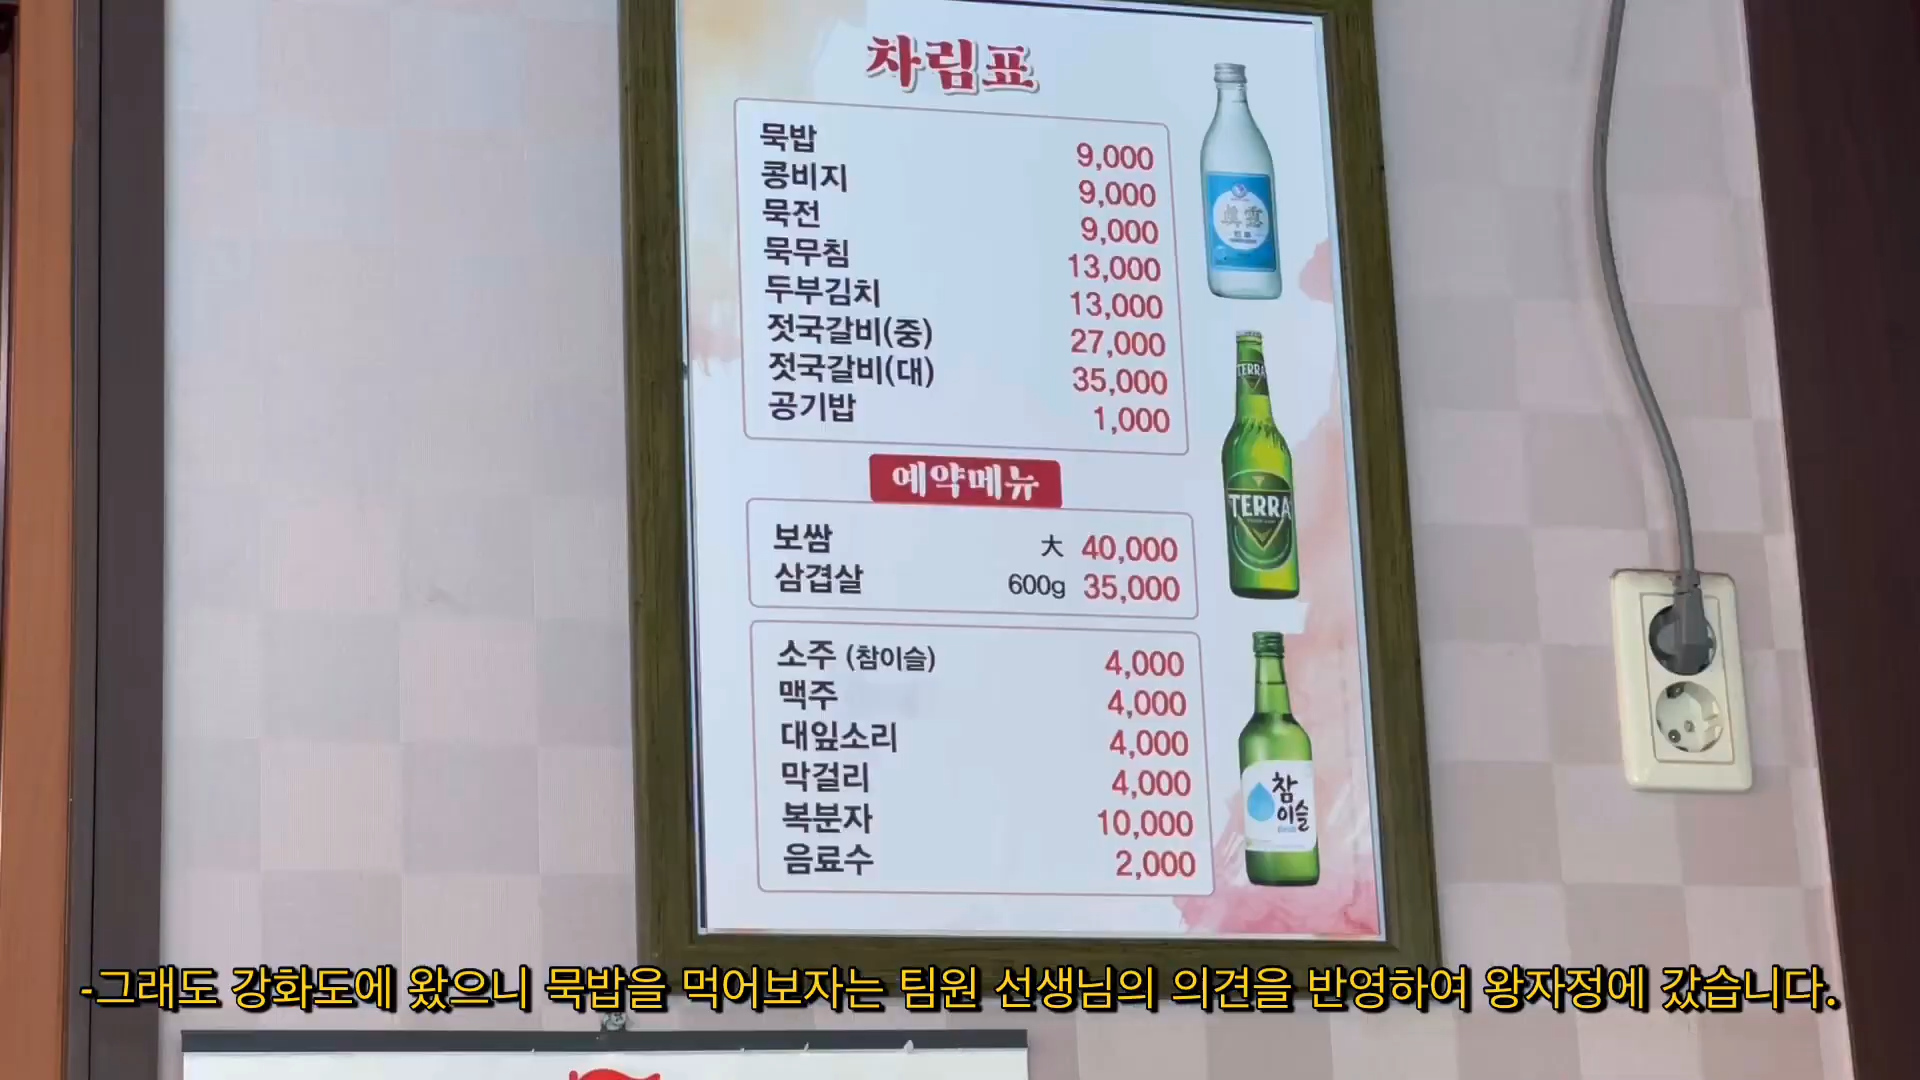 차림표
묵밥 9,000
콩비지 9,000
묵전 9,000
묵무침 13,000
두부김치 13,000
젓국갈비(중) 27,000
젓국갈비(대) 35,000
공기밥 1,000
예약메뉴
보쌈 大 40,000
삼겹살 600g 35,000
소주 (참이슬) 4,000
맥주 4,000
대잎소리 4,000
막걸리 4,000
복분자 10,000
음료수 2,000
眞露
TERRA
TERRA
참
이슬
-그래도 강화도에 왔으니 묵밥을 먹어보자는 팀원 선생님의 의견을 반영하여 왕자정에 갔습니다.